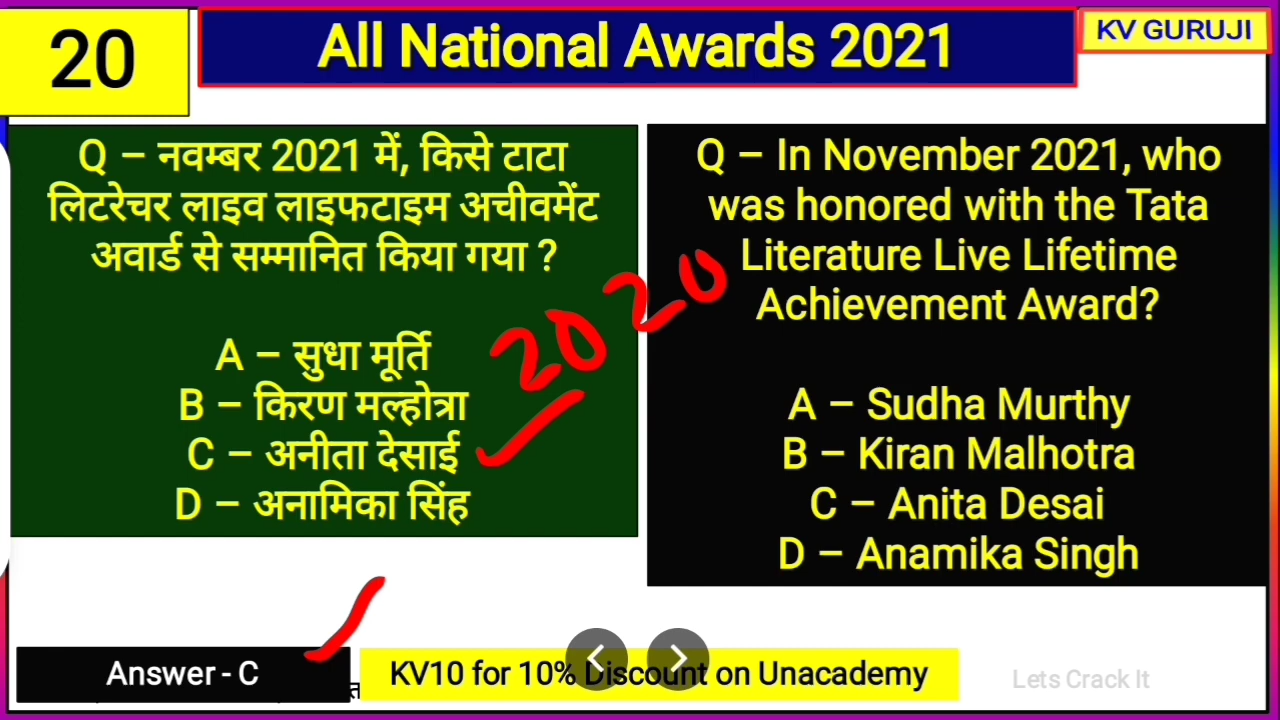 20
All National Awards 2021
KV GURUJI
Q – नवम्बर 2021 में, किसे टाटा
लिटरेचर लाइव लाइफटाइम अचीवमेंट
अवार्ड से सम्मानित किया गया ?
A – सुधा मूर्ति
B – किरण मल्होत्रा
C – अनीता देसाई
D – अनामिका सिंह
2020
Q – In November 2021, who
was honored with the Tata
Literature Live Lifetime
Achievement Award?
A – Sudha Murthy
B – Kiran Malhotra
C – Anita Desai
D – Anamika Singh
Answer - C
KV10 for 10% Discount on Unacademy
Lets Crack It